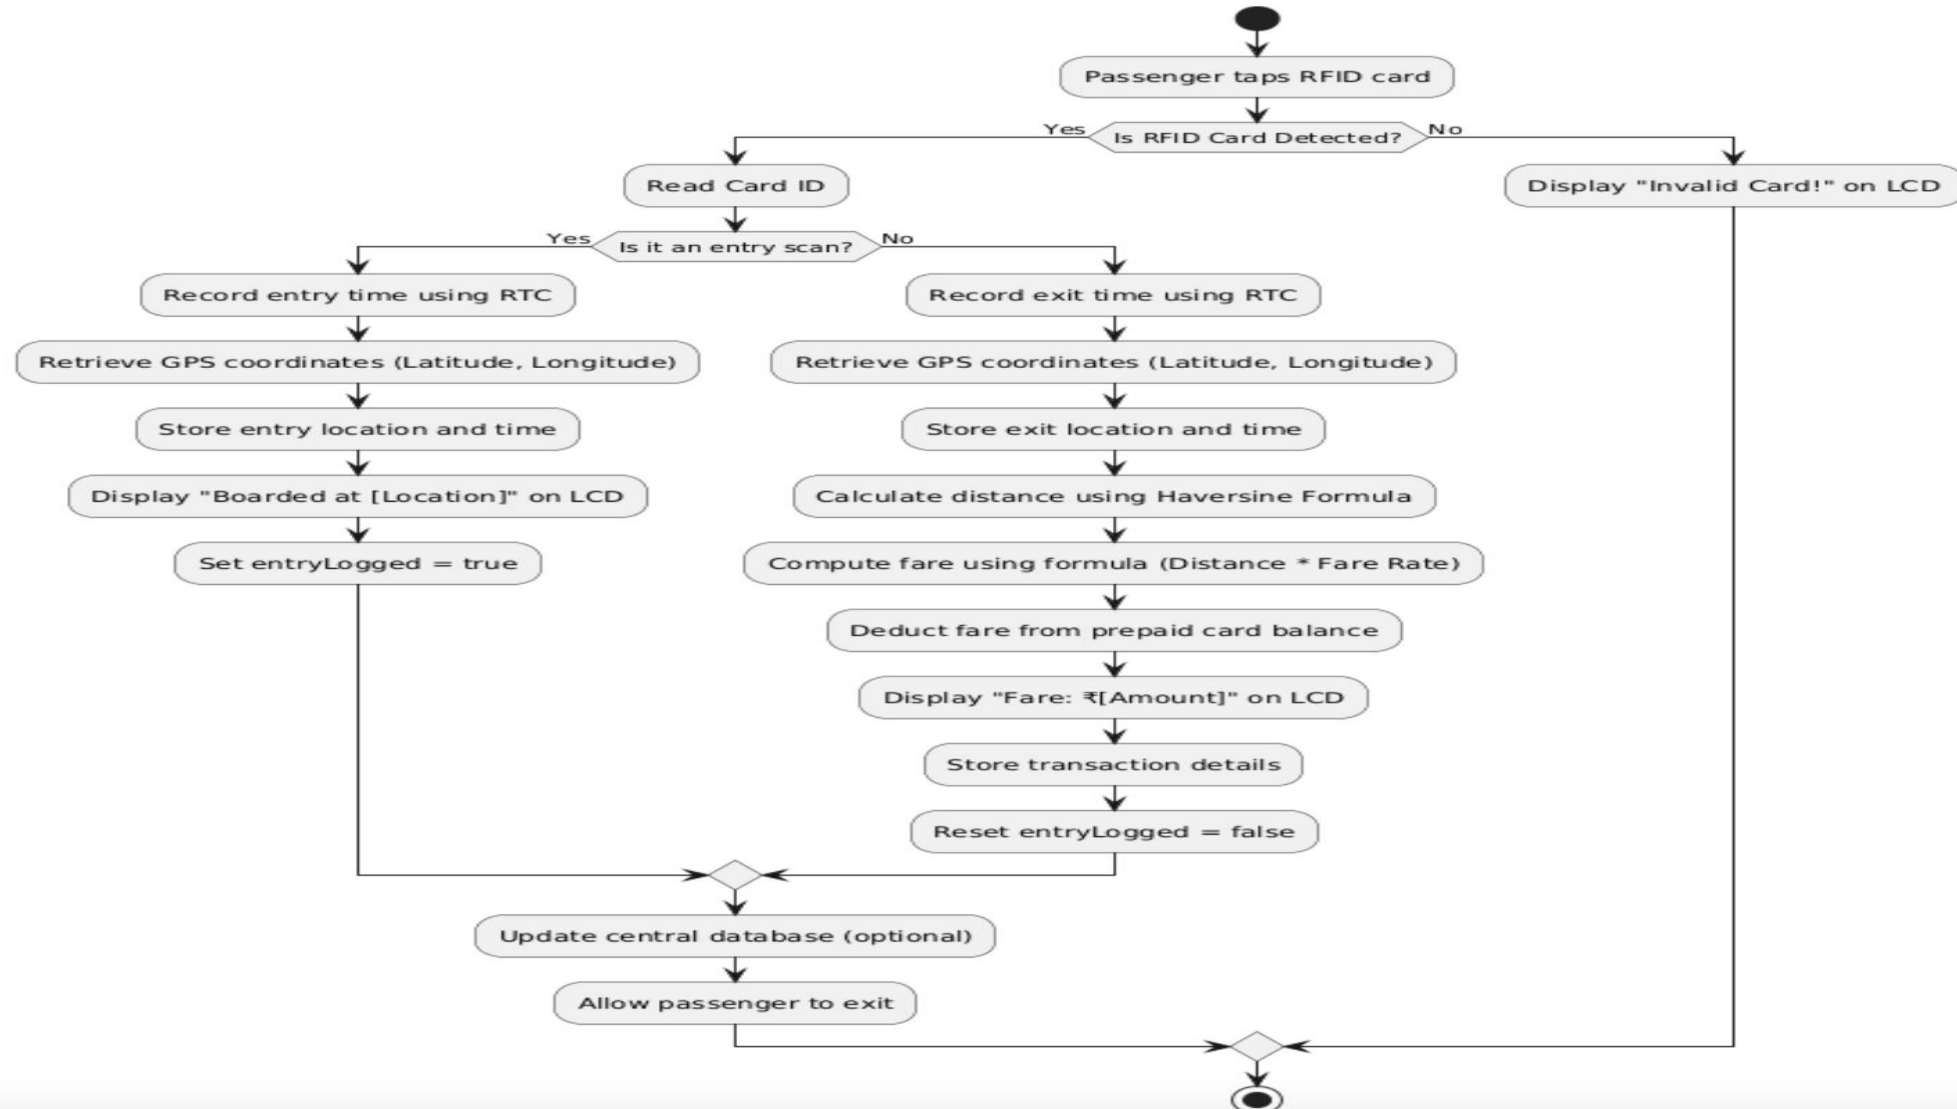 Passenger taps RFID card
Yes
Is RFID Card Detected?
No
Read Card ID
Display "Invalid Card!" on LCD
Yes
Is it an entry scan?
No
Record entry time using RTC
Retrieve GPS coordinates (Latitude, Longitude)
Store entry location and time
Display "Boarded at [Location]" on LCD
Set entryLogged = true
Record exit time using RTC
Retrieve GPS coordinates (Latitude, Longitude)
Store exit location and time
Calculate distance using Haversine Formula
Compute fare using formula (Distance * Fare Rate)
Deduct fare from prepaid card balance
Display "Fare: ₹[Amount]" on LCD
Store transaction details
Reset entryLogged = false
Update central database (optional)
Allow passenger to exit